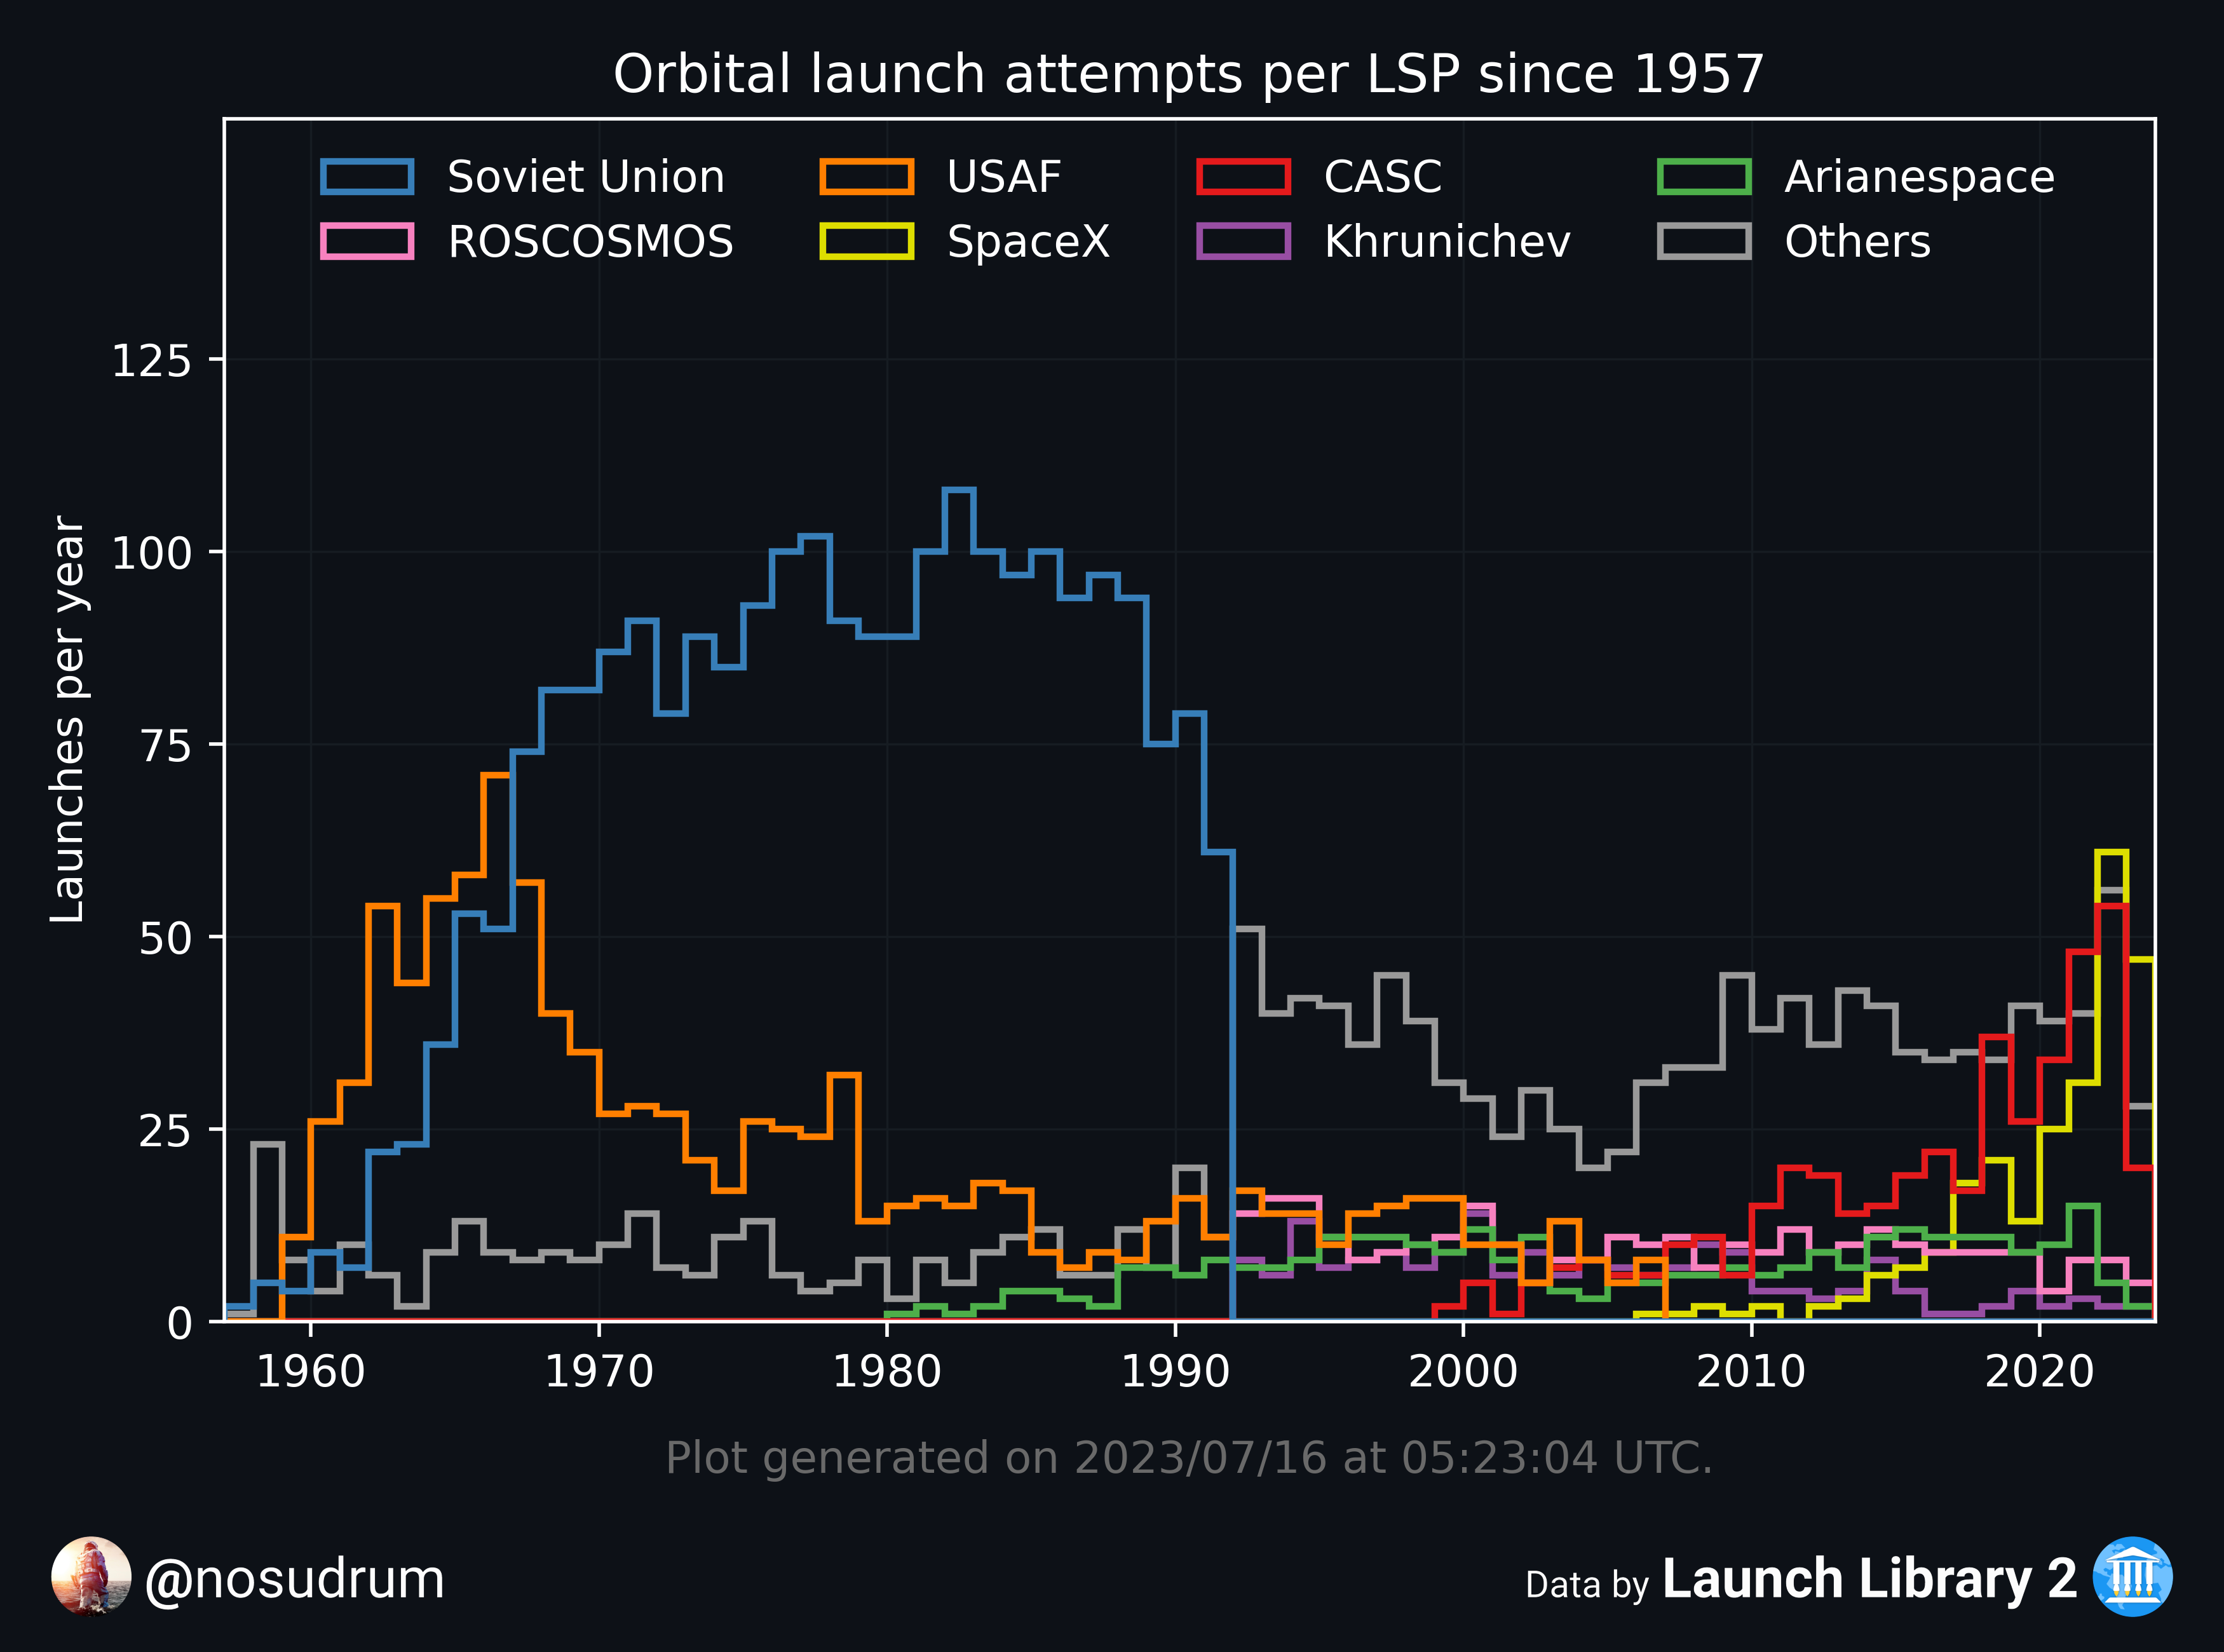 Orbital launch attempts per LSP since 1957
Soviet Union USAF CASC Arianespace
ROSCOSMOS SpaceX Khrunichev Others
Launches per year
125
100
75
50
25
0
1960 1970 1980 1990 2000 2010 2020
Plot generated on 2023/07/16 at 05:23:04 UTC.
@nosudrum Data by Launch Library 2